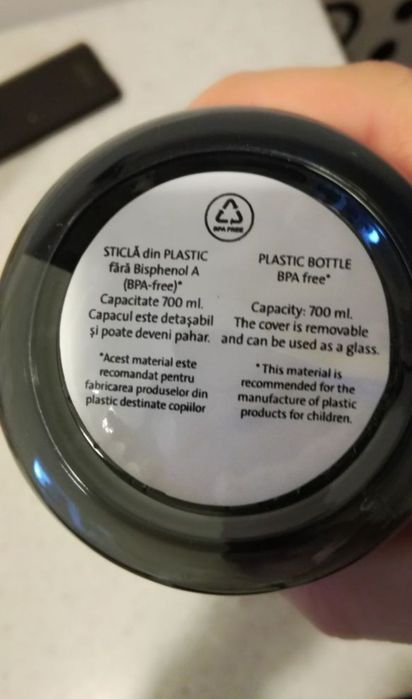 BPA FREE
STICLĂ din PLASTIC
fără Bisphenol A
(BPA-free)*
Capacitate 700 ml.
Capacul este detaşabil
şi poate deveni pahar.
*Acest material este
recomandat pentru
fabricarea produselor din
plastic destinate copiilor
PLASTIC BOTTLE
BPA free*
Capacity: 700 ml.
The cover is removable
and can be used as a glass.
*This material is
recommended for the
manufacture of plastic
products for children.